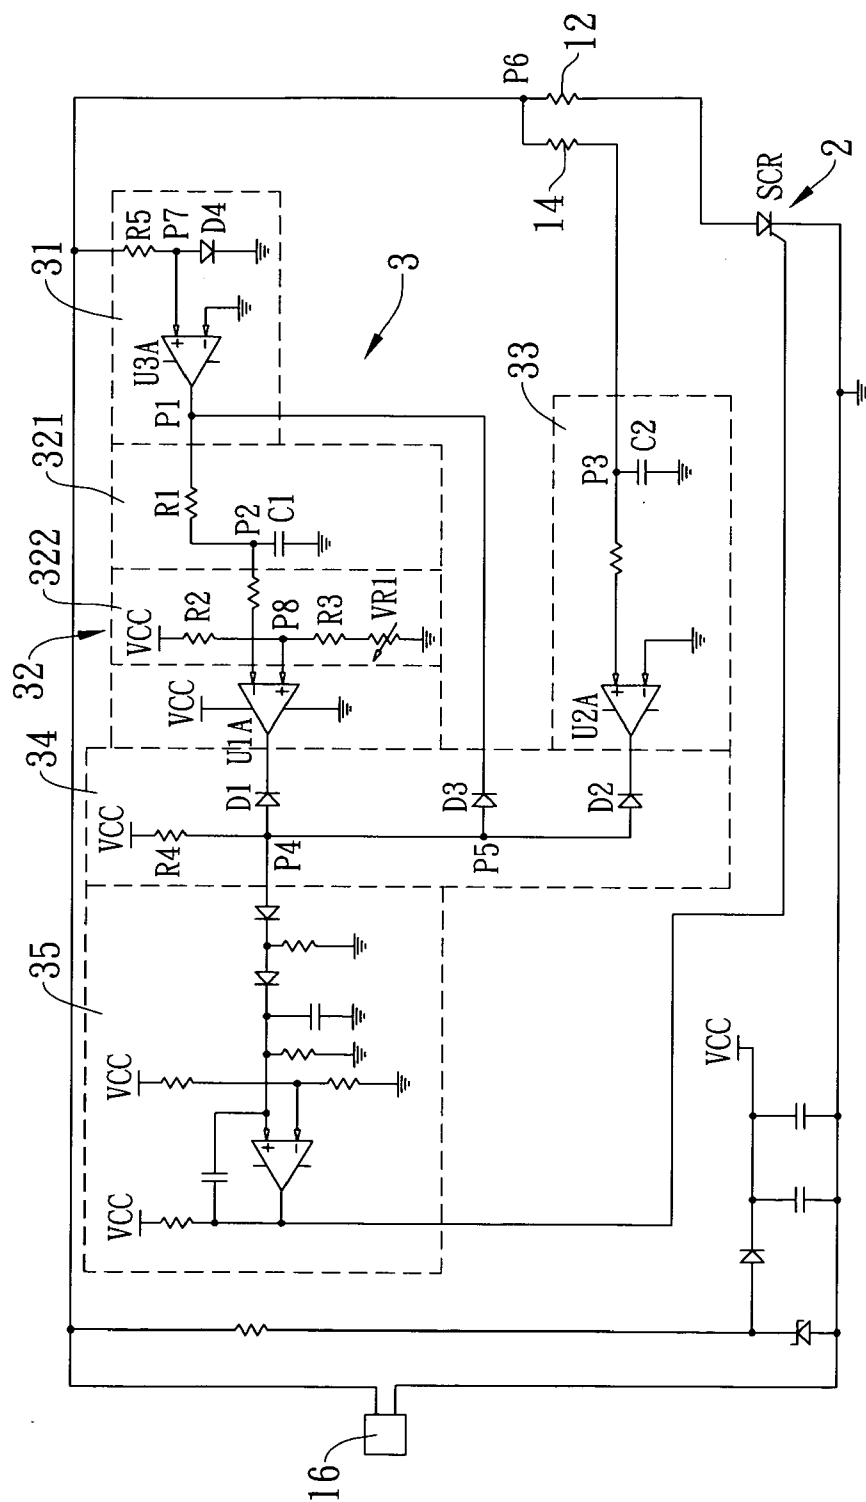 12
P6
14
SCR
2
31
R5
P7
D4
+
-
U3A
P1
3
33
321
R1
P2
C1
P3
C2
322
32
VCC
R2
P8
R3
VR1
VCC
-
+
U1A
+
-
U2A
34
VCC
R4
D1
P4
D3
P5
D2
35
VCC
+
-
VCC
VCC
16